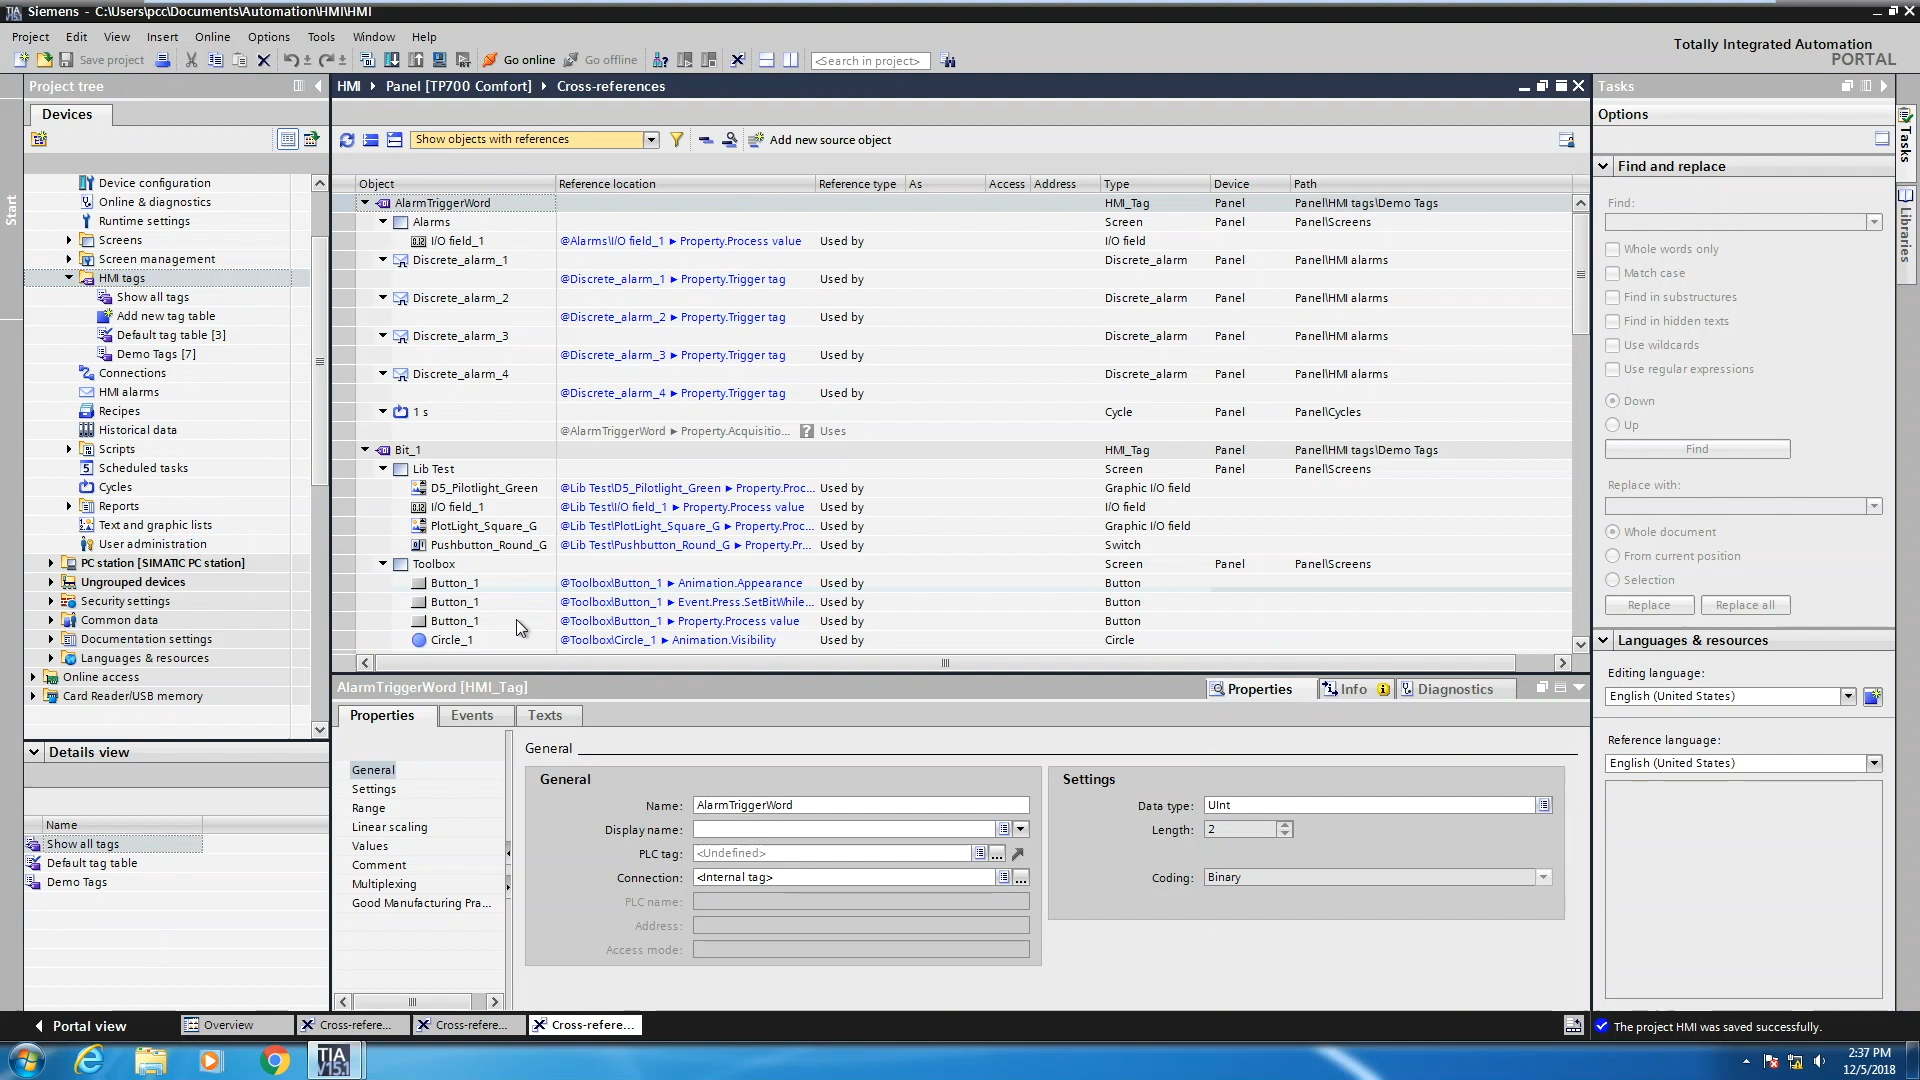 Siemens - C:\Users\pcc\Documents\Automation\HMI\HMI
Project Edit View Insert Online Options Tools Window Help
Totally Integrated Automation
PORTAL
Save project Go online Go offline <Search in project>
Project tree
Devices
Start
Device configuration
Online & diagnostics
Runtime settings
Screens
Screen management
HMI tags
Show all tags
Add new tag table
Default tag table [3]
Demo Tags [7]
Connections
HMI alarms
Recipes
Historical data
Scripts
Scheduled tasks
Cycles
Reports
Text and graphic lists
User administration
PC station [SIMATIC PC station]
Ungrouped devices
Security settings
Common data
Documentation settings
Languages & resources
Online access
Card Reader/USB memory
Details view
Name
Show all tags
Default tag table
Demo Tags
HMI Panel [TP700 Comfort] Cross-references
Show objects with references Add new source object
Object Reference location Reference type As Access Address Type Device Path
AlarmTriggerWord HMI_Tag Panel Panel\HMI tags\Demo Tags
Alarms Screen Panel Panel\Screens
I/O field_1 @Alarms\I/O field_1 ▸ Property.Process value Used by I/O field
Discrete_alarm_1 Discrete_alarm Panel Panel\HMI alarms
@Discrete_alarm_1 ▸ Property.Trigger tag Used by
Discrete_alarm_2 Discrete_alarm Panel Panel\HMI alarms
@Discrete_alarm_2 ▸ Property.Trigger tag Used by
Discrete_alarm_3 Discrete_alarm Panel Panel\HMI alarms
@Discrete_alarm_3 ▸ Property.Trigger tag Used by
Discrete_alarm_4 Discrete_alarm Panel Panel\HMI alarms
@Discrete_alarm_4 ▸ Property.Trigger tag Used by
1 s Cycle Panel Panel\Cycles
@AlarmTriggerWord ▸ Property.Acquisitio... ? Uses
Bit_1 HMI_Tag Panel Panel\HMI tags\Demo Tags
Lib Test Screen Panel Panel\Screens
D5_Pilotlight_Green @Lib Test\D5_Pilotlight_Green ▸ Property.Proc... Used by Graphic I/O field
I/O field_1 @Lib Test\I/O field_1 ▸ Property.Process value Used by I/O field
PlotLight_Square_G @Lib Test\PlotLight_Square_G ▸ Property.Proc... Used by Graphic I/O field
Pushbutton_Round_G @Lib Test\Pushbutton_Round_G ▸ Property.Pr... Used by Switch
Toolbox Screen Panel Panel\Screens
Button_1 @Toolbox\Button_1 ▸ Animation.Appearance Used by Button
Button_1 @Toolbox\Button_1 ▸ Event.Press.SetBitWhile... Used by Button
Button_1 @Toolbox\Button_1 ▸ Property.Process value Used by Button
Circle_1 @Toolbox\Circle_1 ▸ Animation.Visibility Used by Circle
AlarmTriggerWord [HMI_Tag] Properties Info Diagnostics
Properties Events Texts
General
Settings
Range
Linear scaling
Values
Comment
Multiplexing
Good Manufacturing Pra...
General
General
Name: AlarmTriggerWord
Display name:
PLC tag: <Undefined>
Connection: <Internal tag>
PLC name:
Address:
Access mode:
Settings
Data type: UInt
Length: 2
Coding: Binary
Tasks
Options
Find and replace
Find:
Whole words only
Match case
Find in substructures
Find in hidden texts
Use wildcards
Use regular expressions
Down
Up
Find
Replace with:
Whole document
From current position
Selection
Replace Replace all
Languages & resources
Editing language:
English (United States)
Reference language:
English (United States)
Tasks
Libraries
Portal view Overview Cross-refere... Cross-refere... Cross-refere... The project HMI was saved successfully.
TIA
V15.1
2:37 PM
12/5/2018